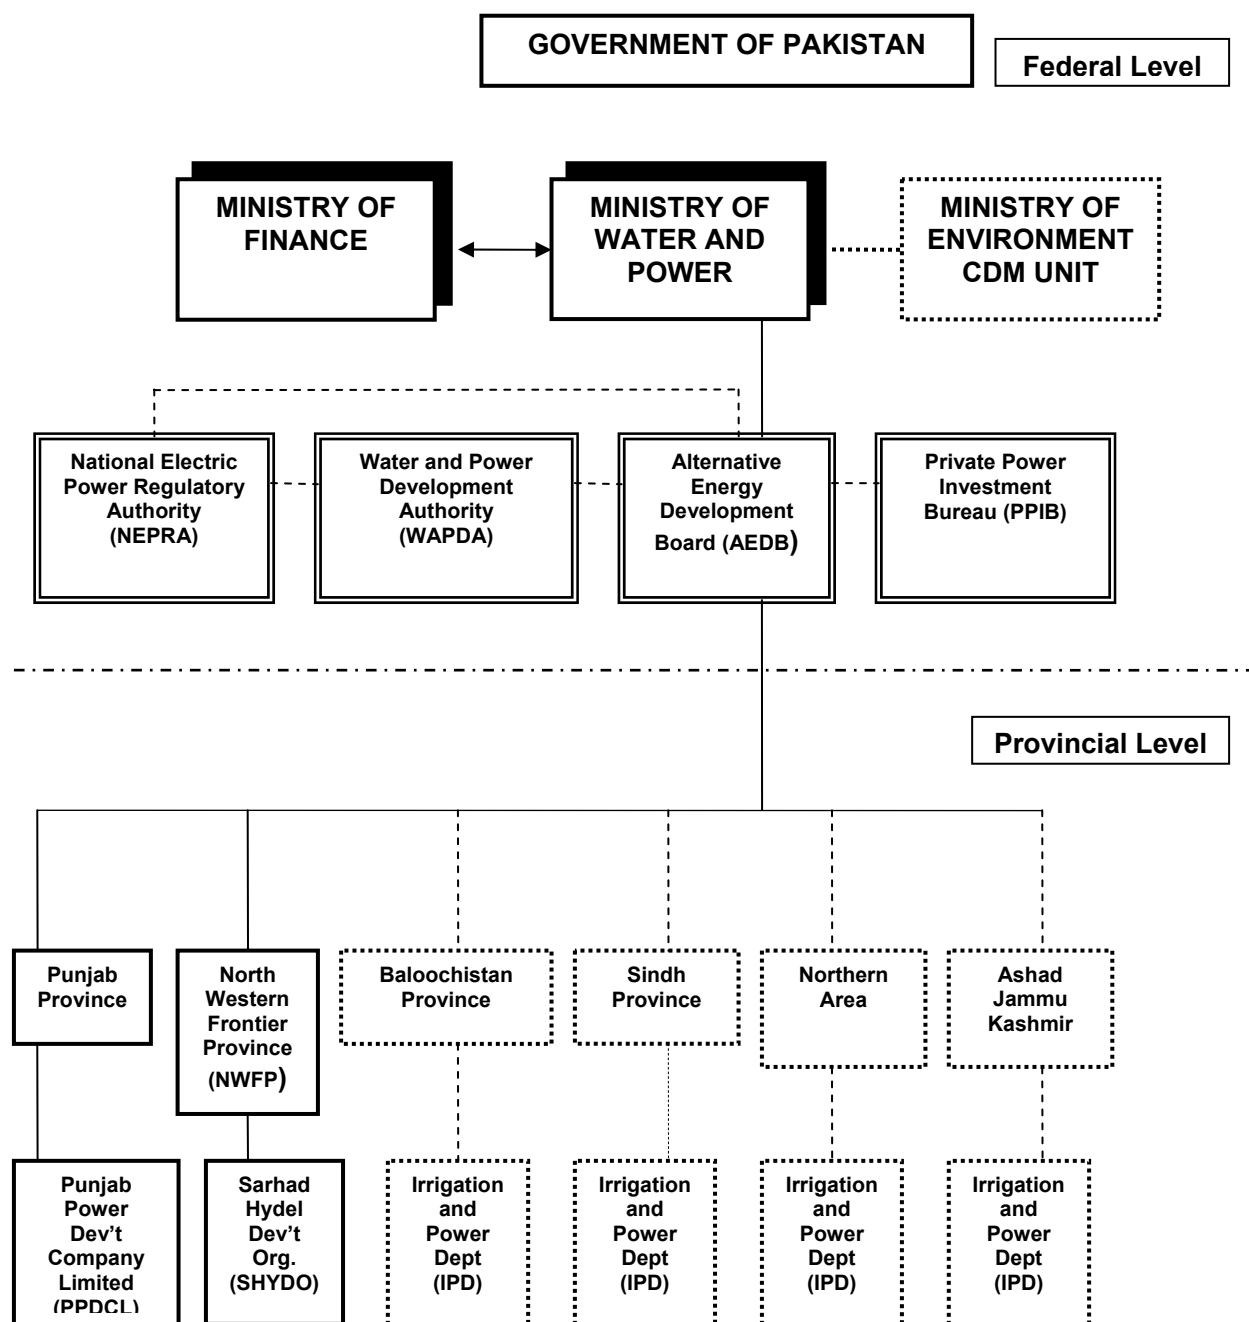 GOVERNMENT OF PAKISTAN
Federal Level
MINISTRY OF
FINANCE
MINISTRY OF
WATER AND
POWER
MINISTRY OF
ENVIRONMENT
CDM UNIT
National Electric
Power Regulatory
Authority
(NEPRA)
Water and Power
Development
Authority
(WAPDA)
Alternative
Energy
Development
Board (AEDB)
Private Power
Investment
Bureau (PPIB)
Provincial Level
Punjab
Province
North
Western
Frontier
Province
(NWFP)
Baloochistan
Province
Sindh
Province
Northern
Area
Ashad
Jammu
Kashmir
Punjab
Power
Dev't
Company
Limited
(PPDCL)
Sarhad
Hydel
Dev't
Org.
(SHYDO)
Irrigation
and
Power
Dept
(IPD)
Irrigation
and
Power
Dept
(IPD)
Irrigation
and
Power
Dept
(IPD)
Irrigation
and
Power
Dept
(IPD)